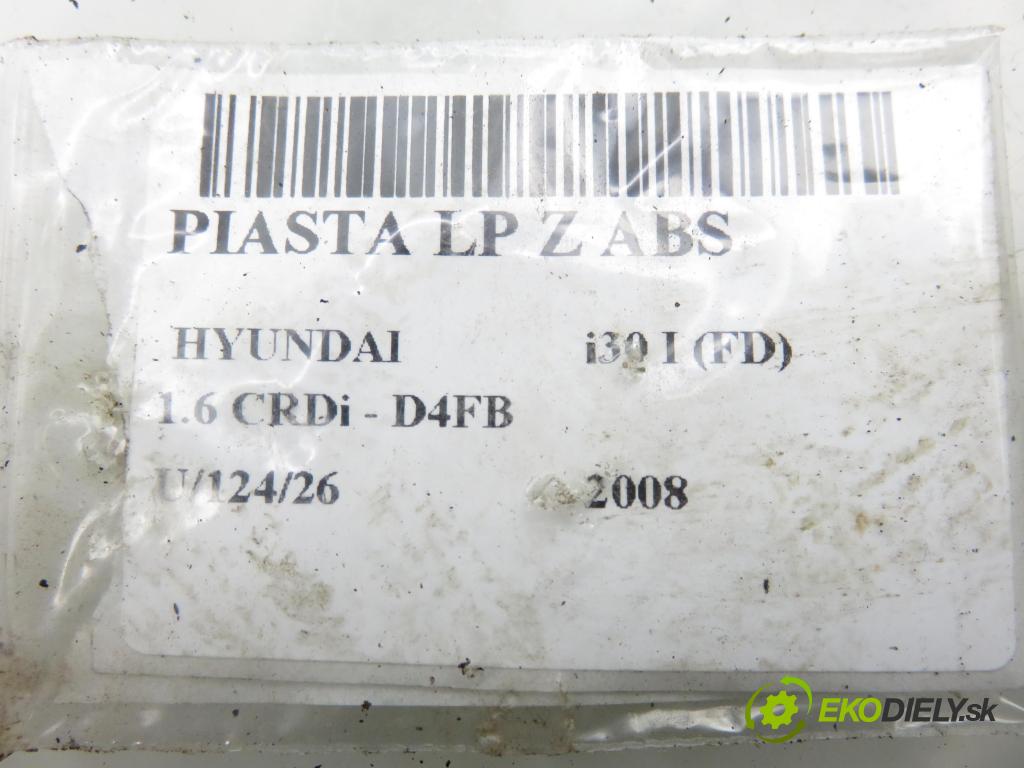 PIASTA LP Z ABS
HYUNDAI i30 I (FD)
1.6 CRDi - D4FB
U/124/26 2008
EKODIELY.sk